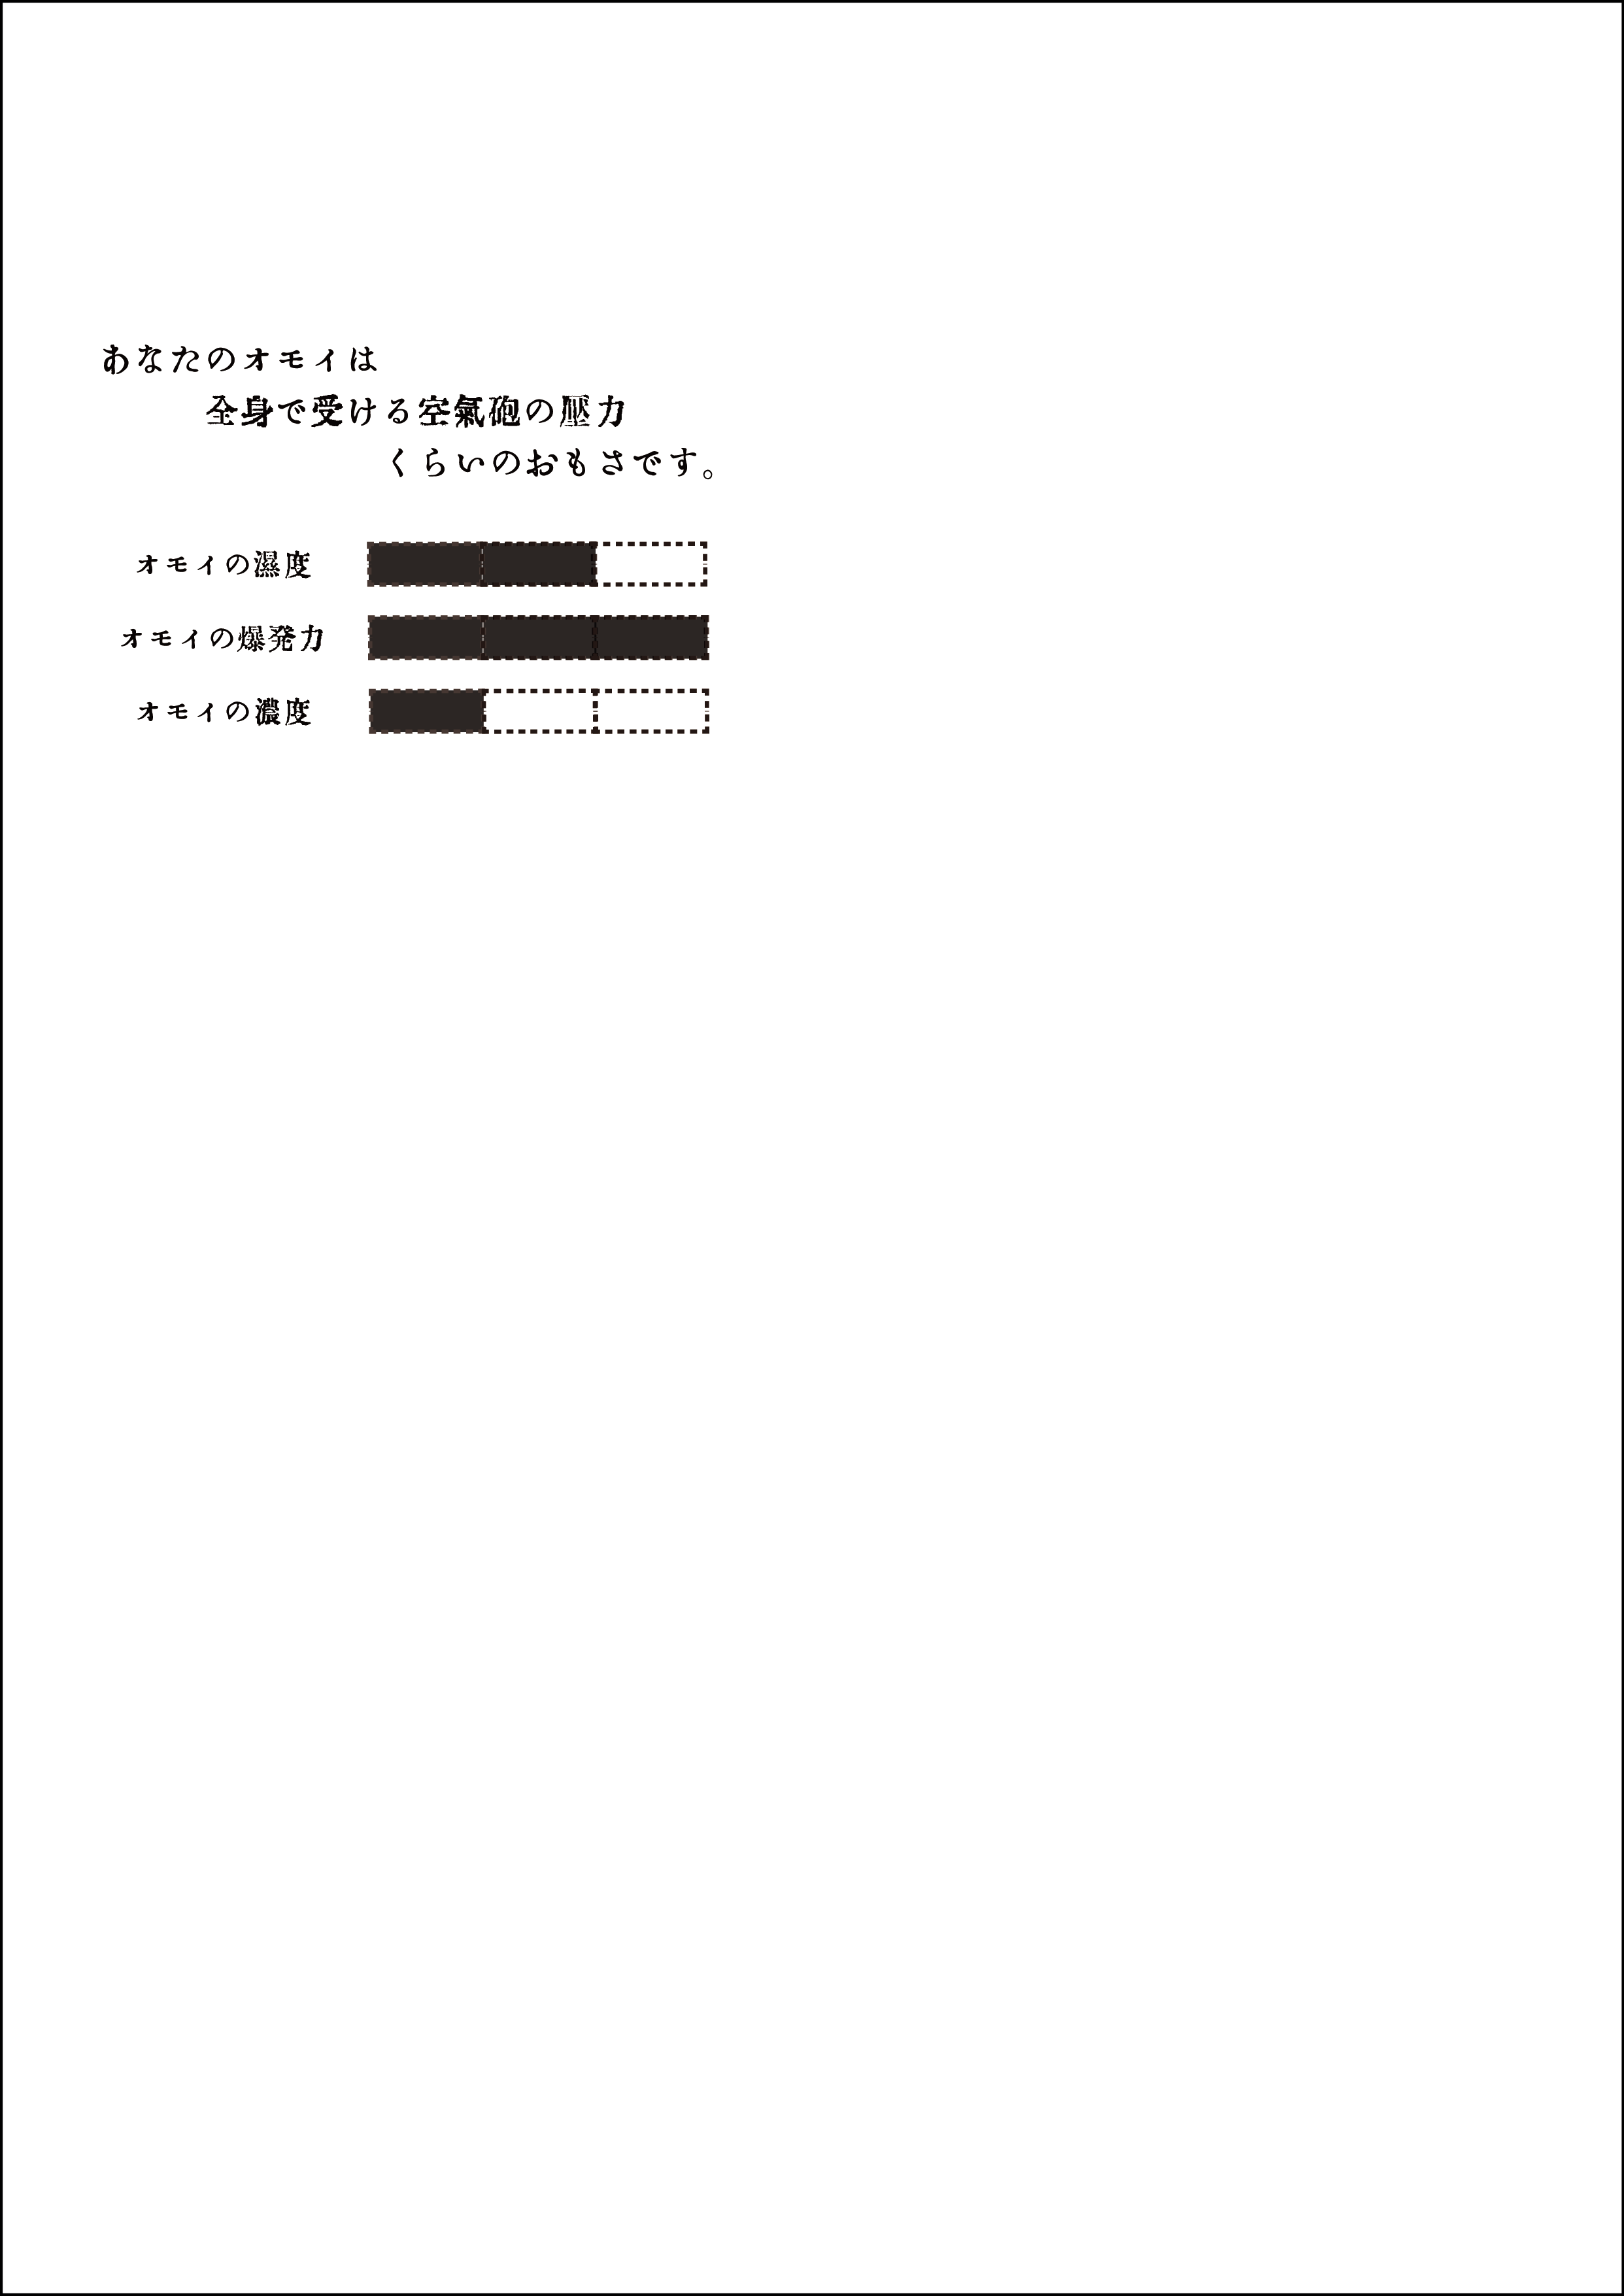 あなたのオモイは
全身で受ける空氣砲の壓力
くらいのおもさです。
オモイの濕度
オモイの爆発力
オモイの濃度